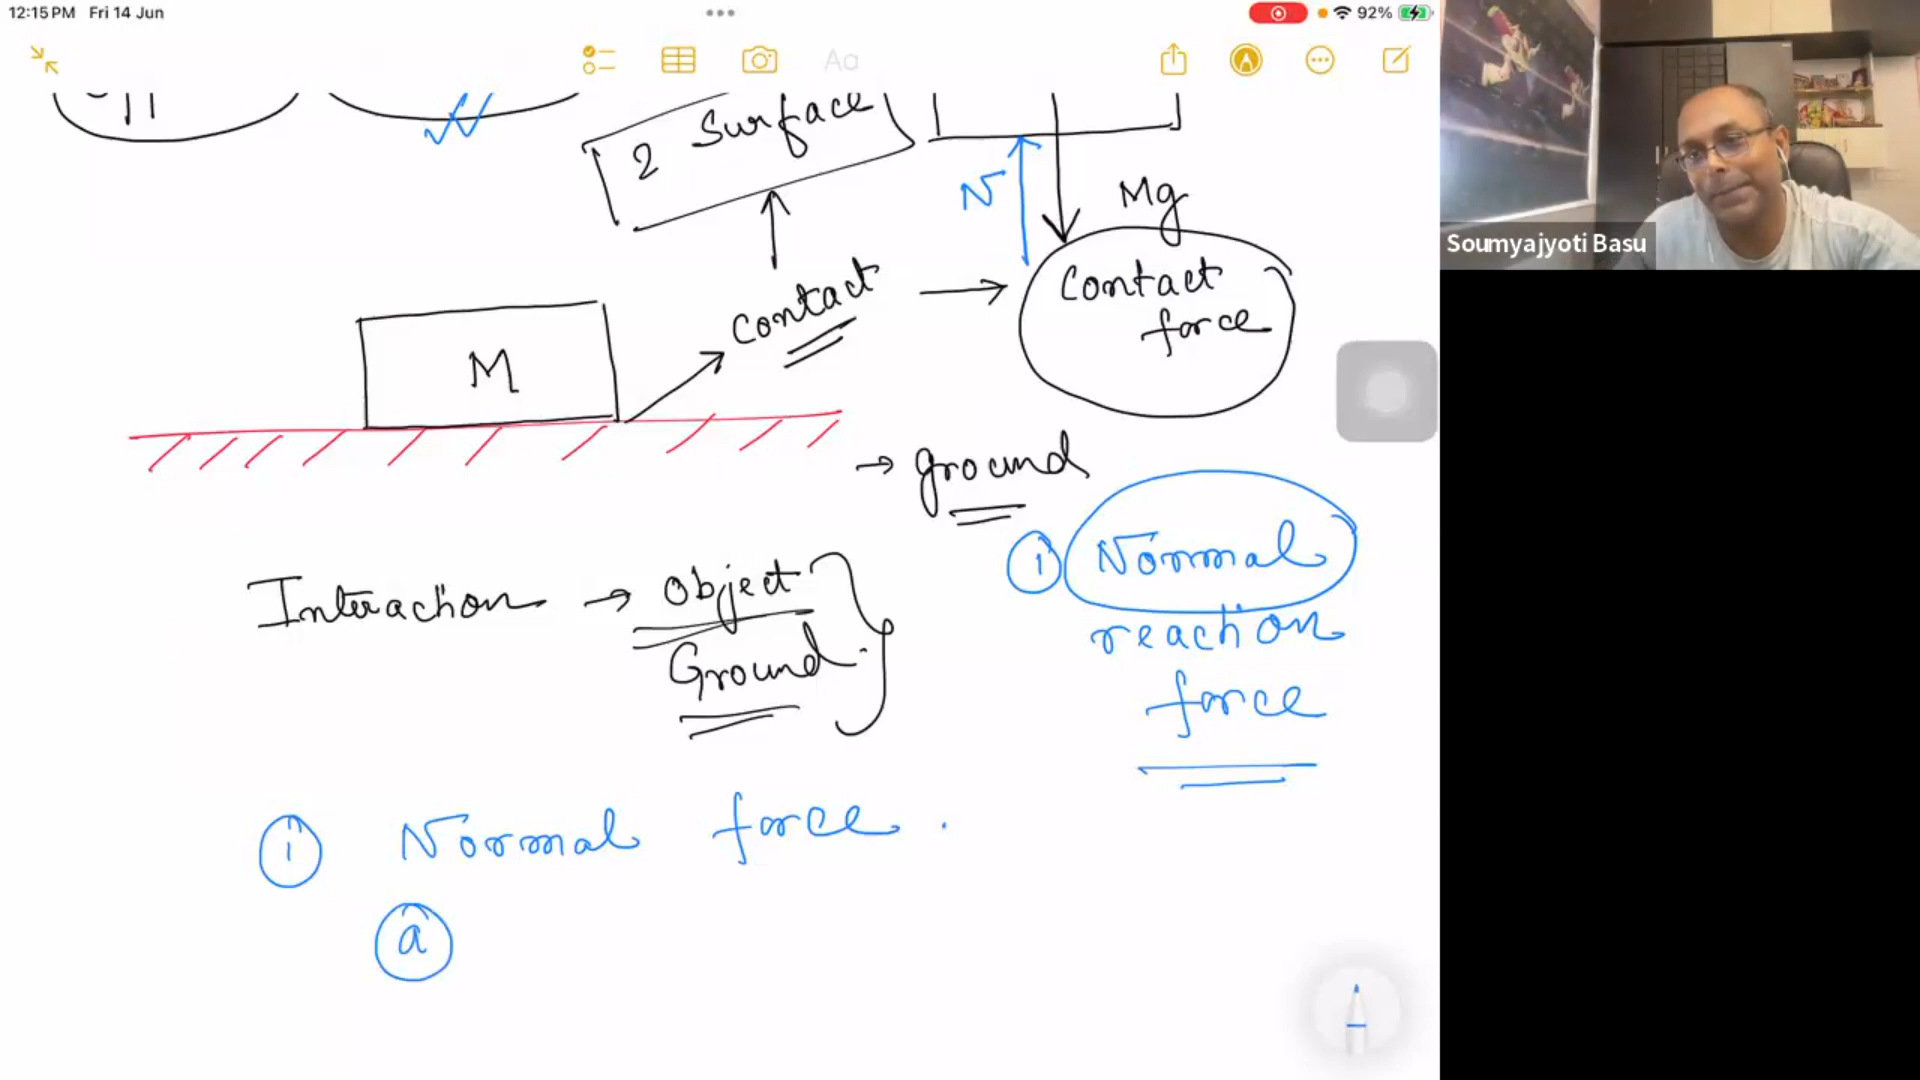 12:15 PM Fri 14 Jun
92%
Aa
2 Surface
N
Mg
Contact
Contact
force
M
→ ground
Interaction → Object
Ground
1 Normal
reaction
force
1 Normal force.
a
Soumyajyoti Basu